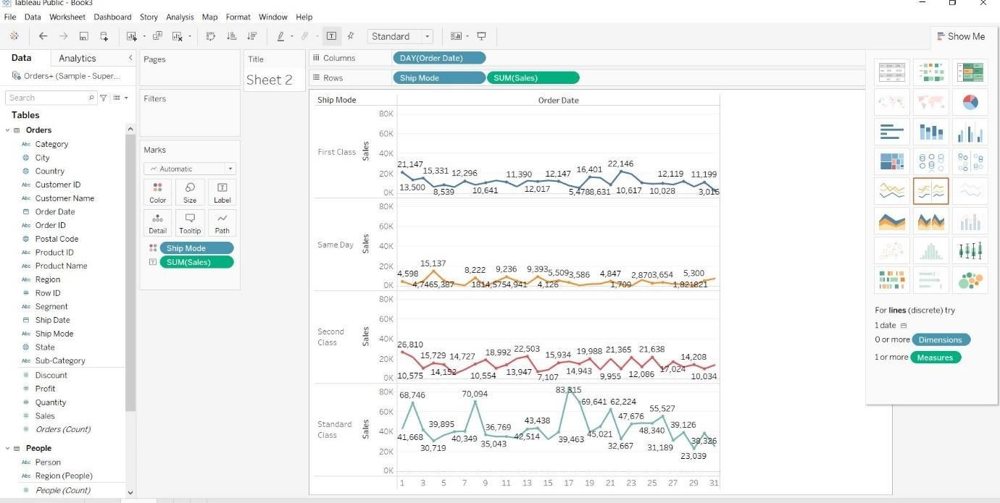 Tableau Public - Book3
File Data Worksheet Dashboard Story Analysis Map Format Window Help
Standard
Show Me
Data Analytics
Orders+ (Sample - Super...
Search
Tables
Orders
Abc Category
City
Country
Abc Customer ID
Abc Customer Name
Order Date
Abc Order ID
Postal Code
Abc Product ID
Abc Product Name
Abc Region
# Row ID
Abc Segment
Ship Date
Abc Ship Mode
State
Abc Sub-Category
# Discount
# Profit
# Quantity
# Sales
# Orders (Count)
People
Abc Person
Abc Region (People)
# People (Count)
Pages
Filters
Marks
Automatic
Color Size Label
Detail Tooltip Path
Ship Mode
SUM(Sales)
Title
Sheet 2
Columns DAY(Order Date)
Rows Ship Mode SUM(Sales)
Ship Mode Order Date
First Class
Sales
80K
60K
40K
20K
0K
21,147 15,331 12,296 11,390 12,147 16,401 22,146 12,119 11,199
13,500 8,539 10,641 12,017 5,478 8,631 10,617 10,028 3,016
Same Day
Sales
80K
60K
40K
20K
0K
4,598 15,137 8,222 9,236 9,393 5,509 3,586 4,847 2,870 3,654 5,300
4,746 5,387 4,941 4,126 1,709
Second
Class
Sales
80K
60K
40K
20K
0K
26,810 15,729 14,727 18,992 22,503 15,934 19,988 21,365 21,638 14,208
10,575 14,152 10,554 13,947 7,107 14,943 9,955 12,086 17,024 10,034
Standard
Class
Sales
80K
60K
40K
20K
0K
68,746 39,895 70,094 36,769 43,438 83,315 69,641 62,224 47,676 55,527 39,126
41,668 30,719 40,349 35,043 42,514 39,463 45,021 32,667 48,340 31,189 23,039 38,326
1 3 5 7 9 11 13 15 17 19 21 23 25 27 29 31
For lines (discrete) try
1 date
0 or more Dimensions
1 or more Measures